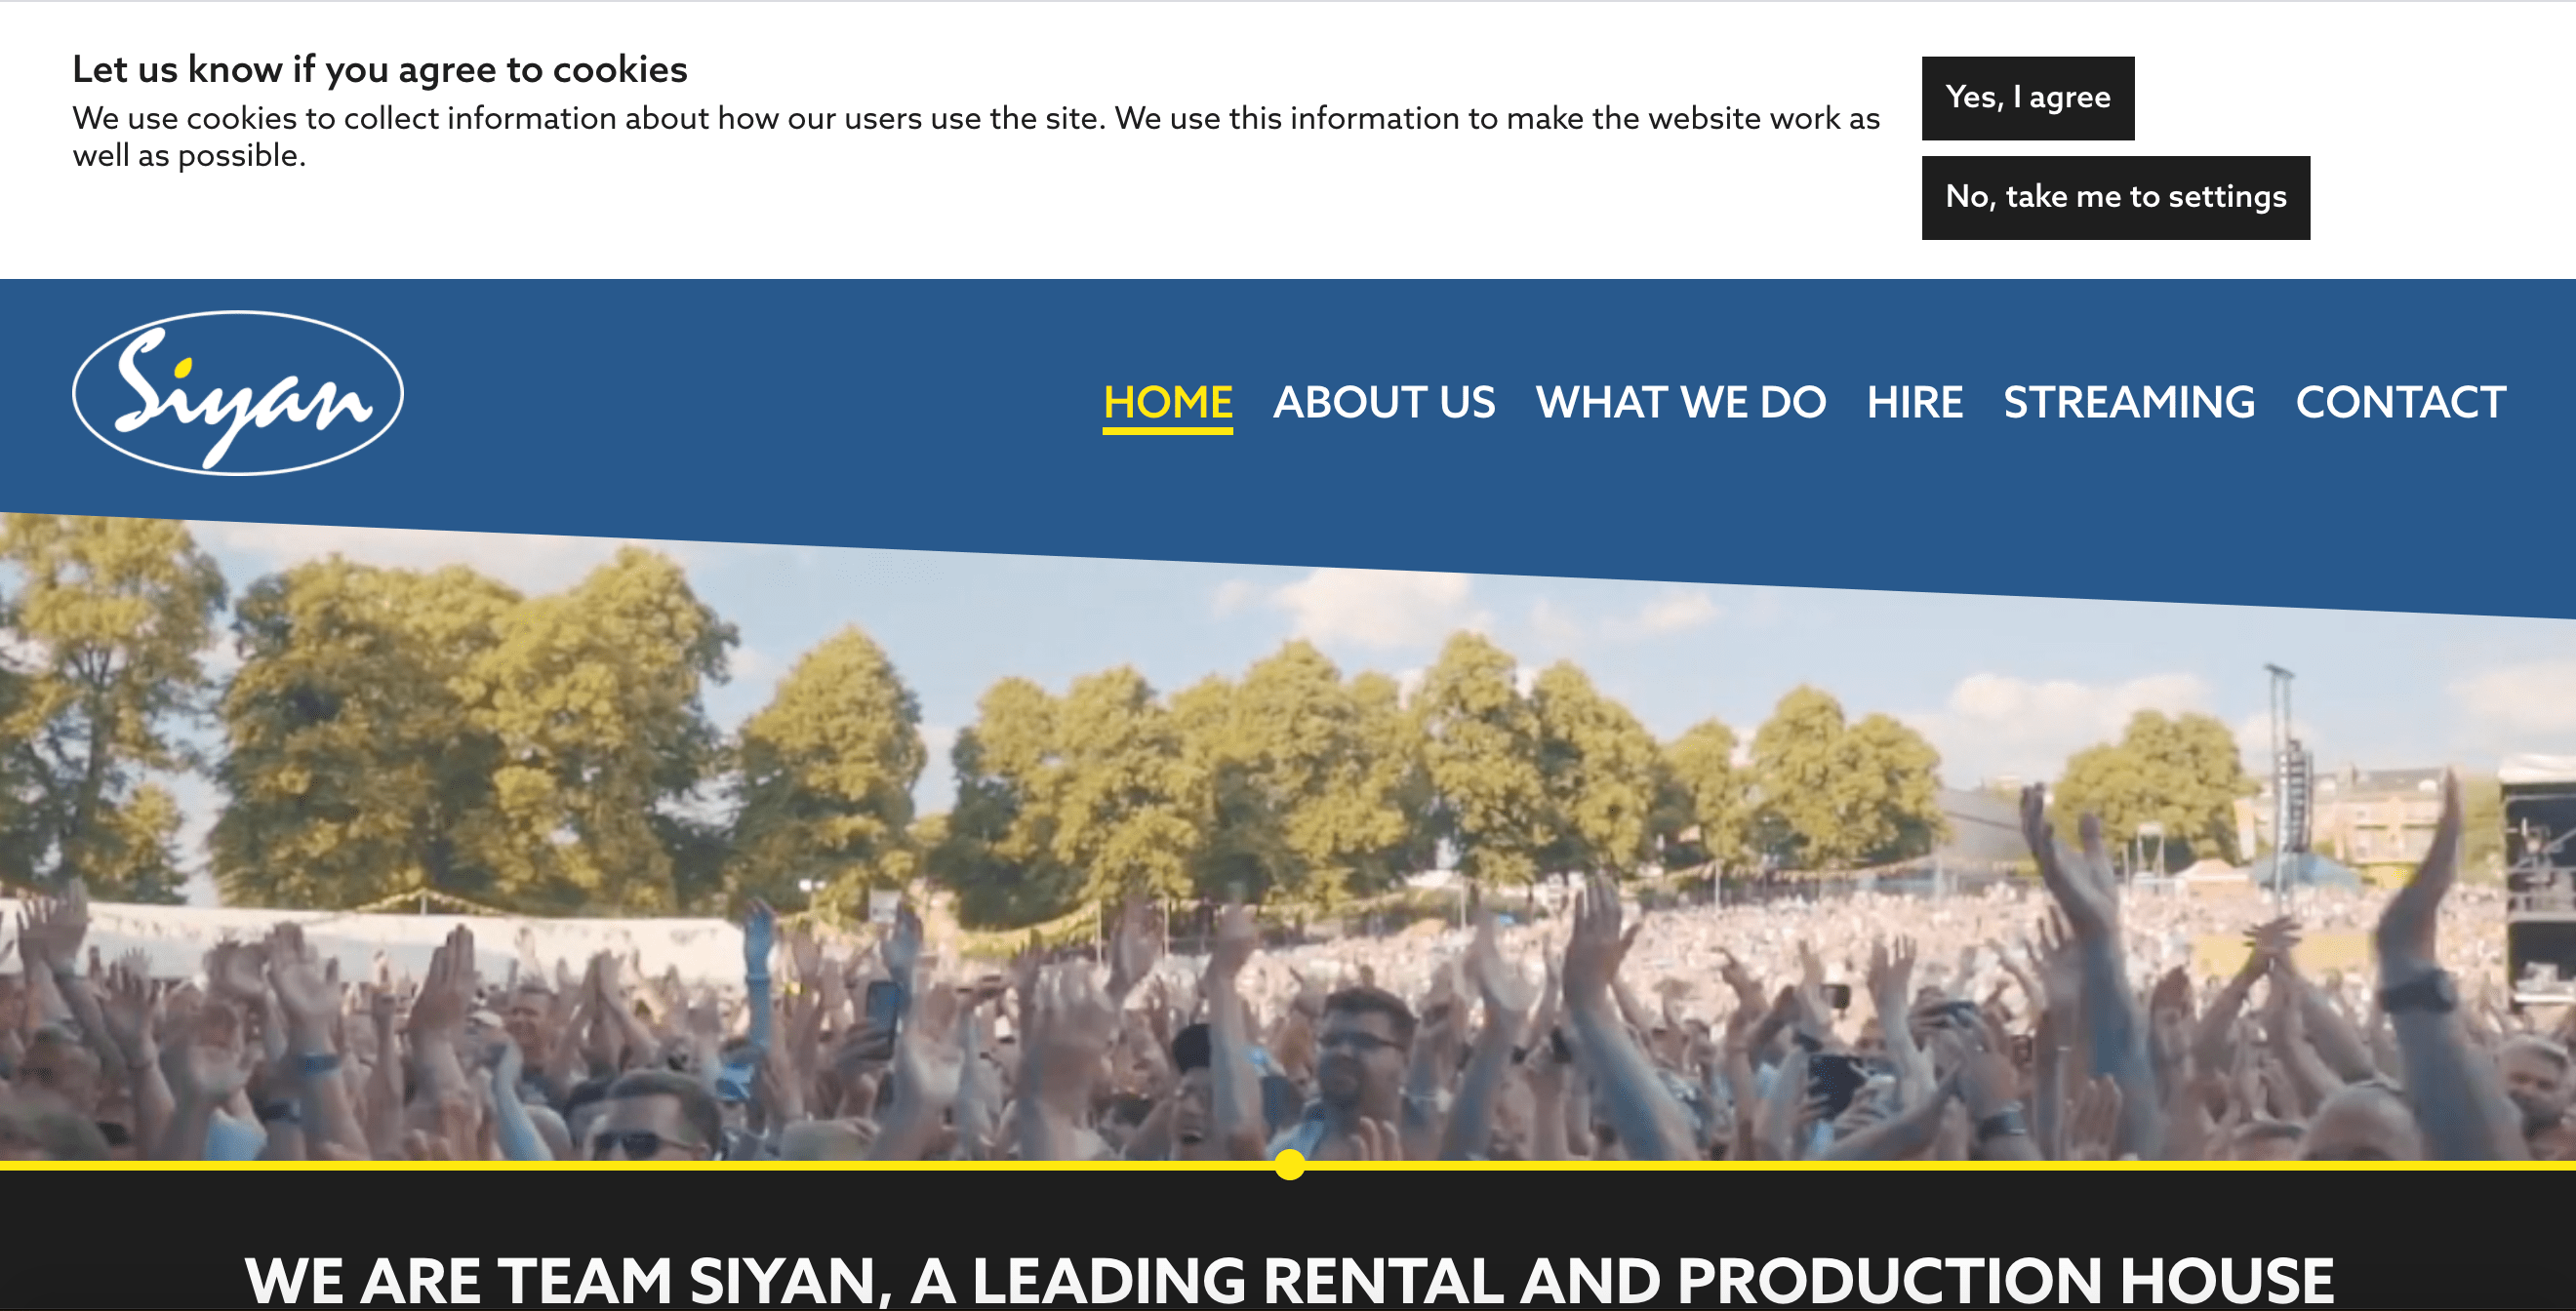 Let us know if you agree to cookies
We use cookies to collect information about how our users use the site. We use this information to make the website work as
well as possible.
Yes, I agree
No, take me to settings
Siyan
HOME ABOUT US WHAT WE DO HIRE STREAMING CONTACT
WE ARE TEAM SIYAN, A LEADING RENTAL AND PRODUCTION HOUSE